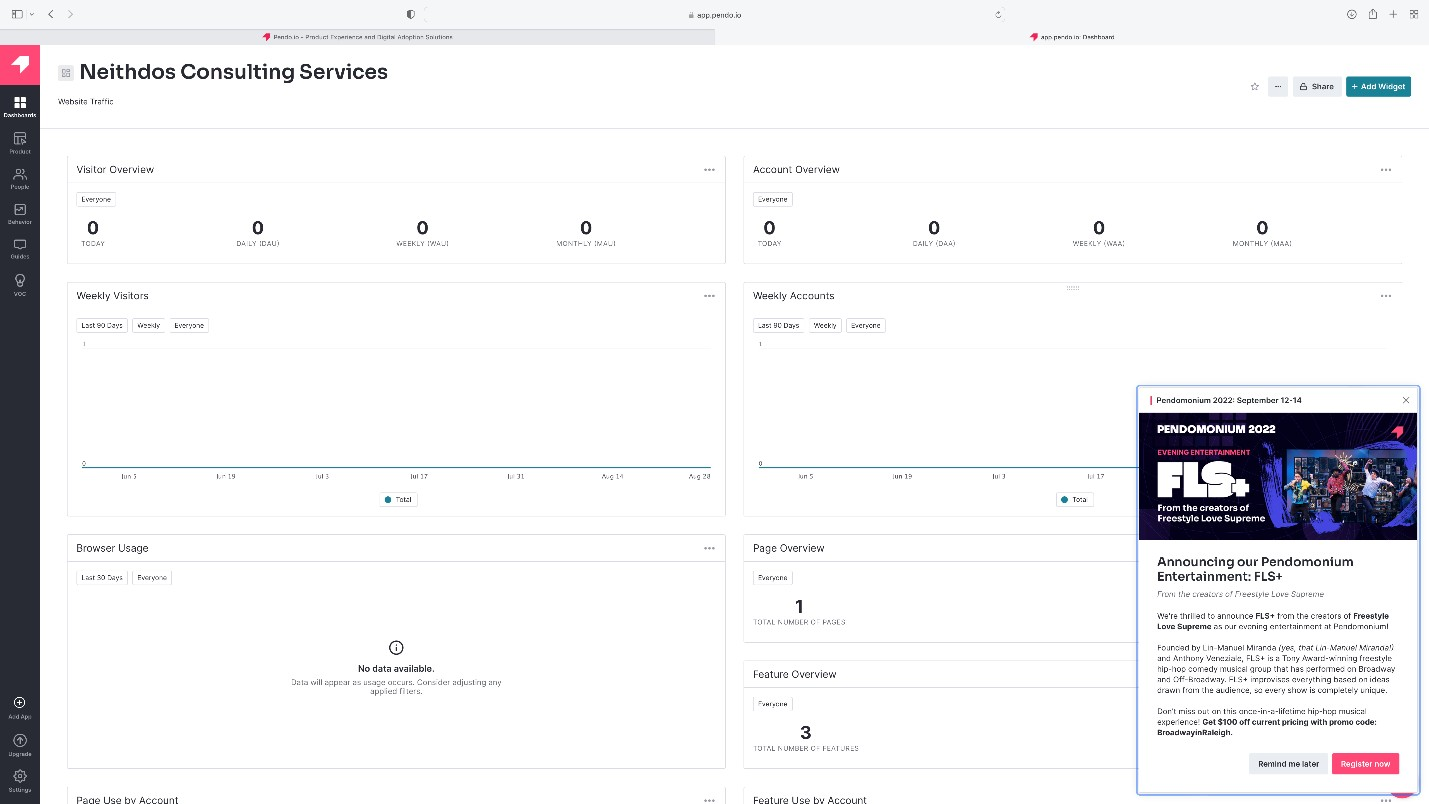 app.pendo.io
Pendo.io - Product Experience and Digital Adoption Solutions
app.pendo.io: Dashboard
Neithdos Consulting Services
Website Traffic
Share
+ Add Widget
Dashboards
Product
People
Behavior
Guides
VOC
Add App
Upgrade
Settings
Visitor Overview
Everyone
0 0 0 0
TODAY DAILY (DAU) WEEKLY (WAU) MONTHLY (MAU)
Account Overview
Everyone
0 0 0 0
TODAY DAILY (DAA) WEEKLY (WAA) MONTHLY (MAA)
Weekly Visitors
Last 90 Days Weekly Everyone
1
0
Jun 5 Jun 19 Jul 3 Jul 17 Jul 31 Aug 14 Aug 28
Total
Weekly Accounts
Last 90 Days Weekly Everyone
1
0
Jun 5 Jun 19 Jul 3 Jul 17
Total
Browser Usage
Last 30 Days Everyone
No data available.
Data will appear as usage occurs. Consider adjusting any
applied filters.
Page Overview
Everyone
1
TOTAL NUMBER OF PAGES
Feature Overview
Everyone
3
TOTAL NUMBER OF FEATURES
Page Use by Account
Feature Use by Account
Pendomonium 2022: September 12-14
PENDOMONIUM 2022
EVENING ENTERTAINMENT
FLS+
From the creators of
Freestyle Love Supreme
Announcing our Pendomonium
Entertainment: FLS+
From the creators of Freestyle Love Supreme
We're thrilled to announce FLS+ from the creators of Freestyle
Love Supreme as our evening entertainment at Pendomonium!
Founded by Lin-Manuel Miranda (yes, that Lin-Manuel Miranda!)
and Anthony Veneziale, FLS+ is a Tony Award-winning freestyle
hip-hop comedy musical group that has performed on Broadway
and Off-Broadway. FLS+ improvises everything based on ideas
drawn from the audience, so every show is completely unique.
Don't miss out on this once-in-a-lifetime hip-hop musical
experience! Get $100 off current pricing with promo code:
BroadwayinRaleigh.
Remind me later
Register now